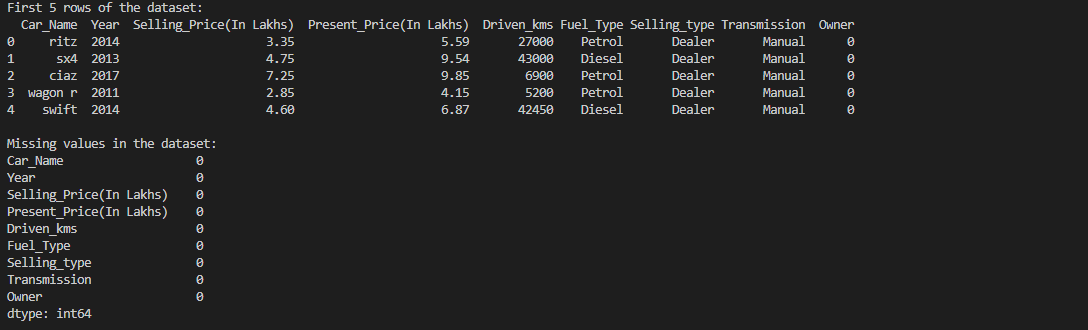 First 5 rows of the dataset:
  Car_Name  Year  Selling_Price(In Lakhs)  Present_Price(In Lakhs)  Driven_kms Fuel_Type Selling_type Transmission  Owner
0     ritz  2014                     3.35                     5.59       27000    Petrol       Dealer       Manual      0
1      sx4  2013                     4.75                     9.54       43000    Diesel       Dealer       Manual      0
2     ciaz  2017                     7.25                     9.85        6900    Petrol       Dealer       Manual      0
3  wagon r  2011                     2.85                     4.15        5200    Petrol       Dealer       Manual      0
4    swift  2014                     4.60                     6.87       42450    Diesel       Dealer       Manual      0
Missing values in the dataset:
Car_Name                   0
Year                       0
Selling_Price(In Lakhs)    0
Present_Price(In Lakhs)    0
Driven_kms                 0
Fuel_Type                  0
Selling_type               0
Transmission               0
Owner                      0
dtype: int64